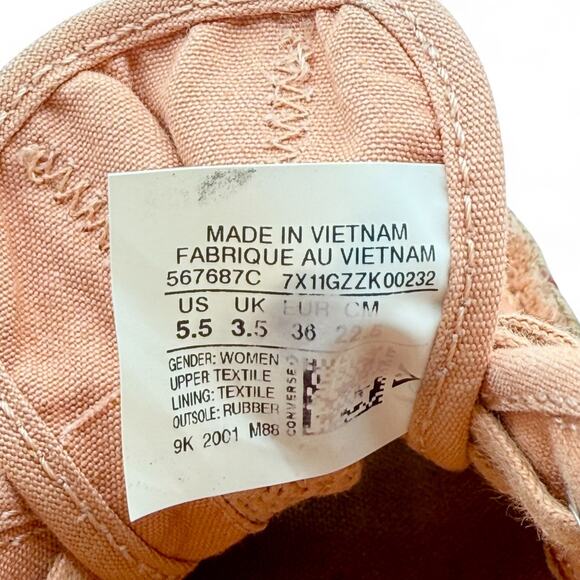 MADE IN VIETNAM
FABRIQUE AU VIETNAM
567687C 7X11GZZK00232
US UK EUR CM
5.5 3.5 36 22.5
GENDER: WOMEN
UPPER TEXTILE
LINING: TEXTILE
OUTSOLE: RUBBER
9K 2001 M88
CONVERSE